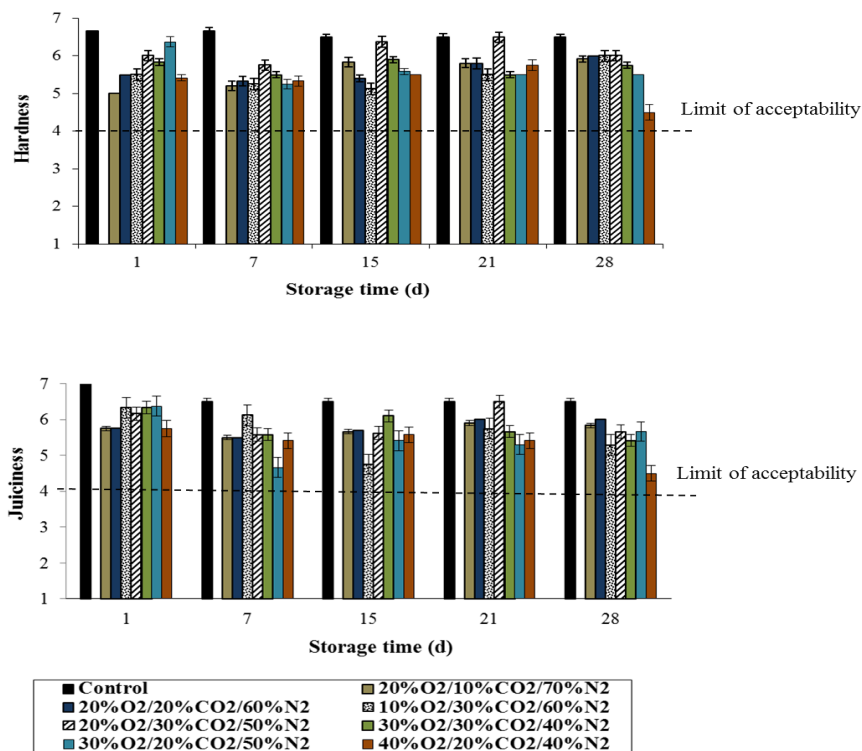 7
6
5
4
3
2
1
Hardness
Limit of acceptability
1 7 15 21 28
Storage time (d)
7
6
5
4
3
2
1
Juiciness
Limit of acceptability
1 7 15 21 28
Storage time (d)
Control 20%O2/10%CO2/70%N2
20%O2/20%CO2/60%N2 10%O2/30%CO2/60%N2
20%O2/30%CO2/50%N2 30%O2/30%CO2/40%N2
30%O2/20%CO2/50%N2 40%O2/20%CO2/40%N2